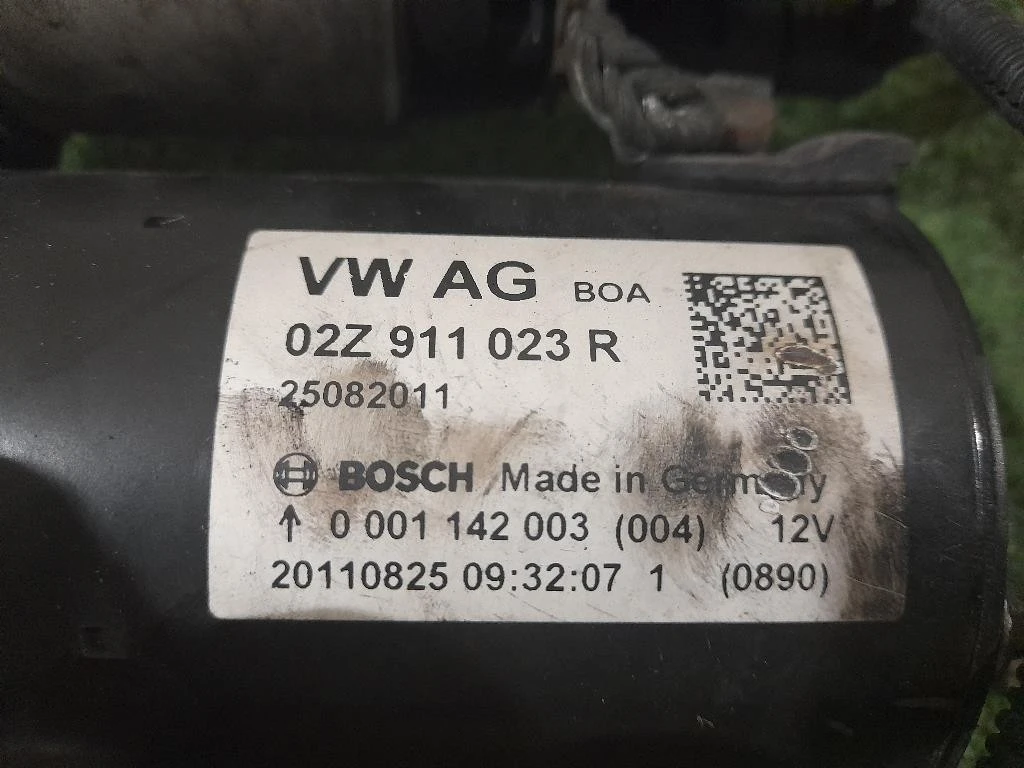 VW AG BOA
02Z 911 023 R
25082011
BOSCH Made in Germany
↑ 0 001 142 003 (004) 12V
20110825 09:32:07 1 (0890)